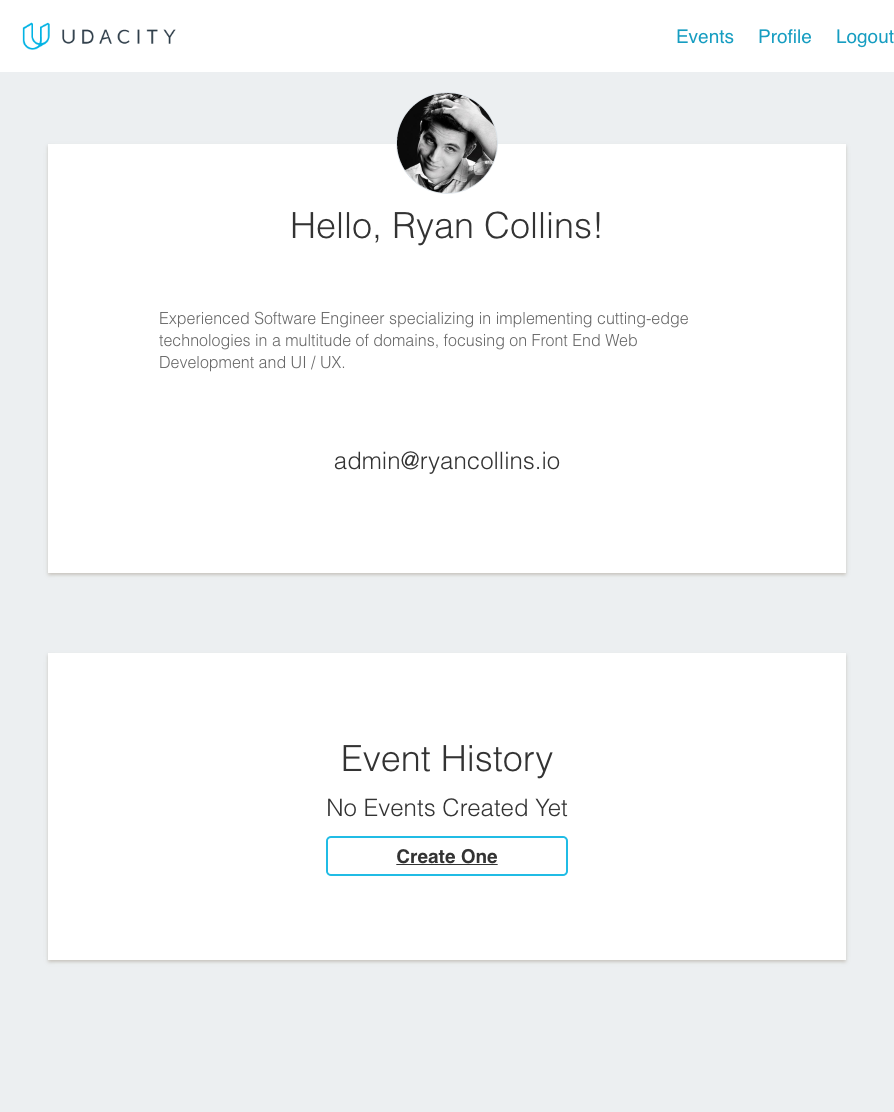 UDACITY
Events Profile Logout
Hello, Ryan Collins!
Experienced Software Engineer specializing in implementing cutting-edge
technologies in a multitude of domains, focusing on Front End Web
Development and UI / UX.
admin@ryancollins.io
Event History
No Events Created Yet
Create One